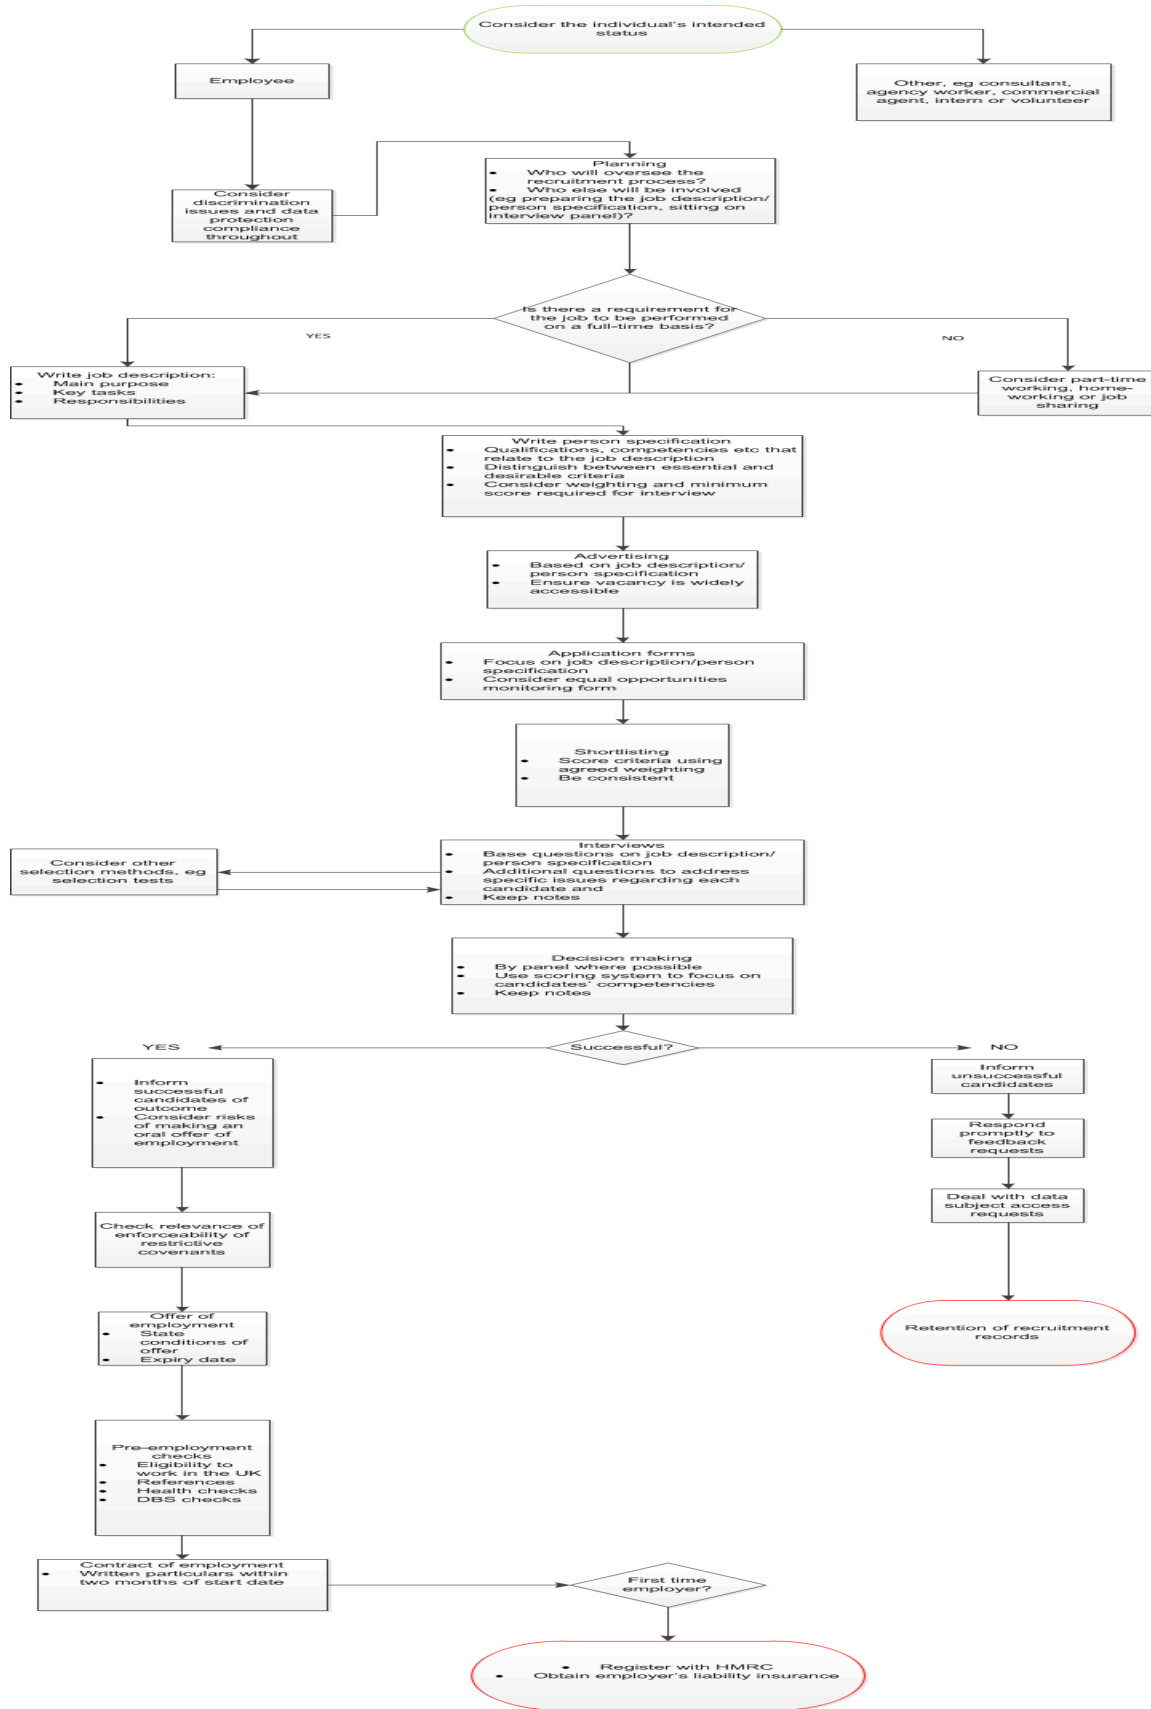 Consider the individual's intended
status
Employee
Other, eg consultant,
agency worker, commercial
agent, intern or volunteer
Consider
discrimination
issues and data
protection
compliance
throughout
Planning
• Who will oversee the
recruitment process?
• Who else will be involved
(eg preparing the job description/
person specification, sitting on
interview panel)?
Is there a requirement for
the job to be performed
on a full-time basis?
YES
NO
Write job description:
• Main purpose
• Key tasks
• Responsibilities
Consider part-time
working, home-
working or job
sharing
Write person specification
• Qualifications, competencies etc that
relate to the job description
• Distinguish between essential and
desirable criteria
• Consider weighting and minimum
score required for interview
Advertising
• Based on job description/
person specification
• Ensure vacancy is widely
accessible
Application forms
• Focus on job description/person
specification
• Consider equal opportunities
monitoring form
Shortlisting
• Score criteria using
agreed weighting
• Be consistent
Interviews
• Base questions on job description/
person specification
• Additional questions to address
specific issues regarding each
candidate and
• Keep notes
Consider other
selection methods, eg
selection tests
Decision making
• By panel where possible
• Use scoring system to focus on
candidates' competencies
• Keep notes
Successful?
YES
NO
• Inform
successful
candidates of
outcome
• Consider risks
of making an
oral offer of
employment
Inform
unsuccessful
candidates
Respond
promptly to
feedback
requests
Deal with data
subject access
requests
Retention of recruitment
records
Check relevance of
enforceability of
restrictive
covenants
Offer of
employment
• State
conditions of
offer
• Expiry date
Pre-employment
checks
• Eligibility to
work in the UK
• References
• Health checks
• DBS checks
Contract of employment
• Written particulars within
two months of start date
First time
employer?
• Register with HMRC
• Obtain employer's liability insurance